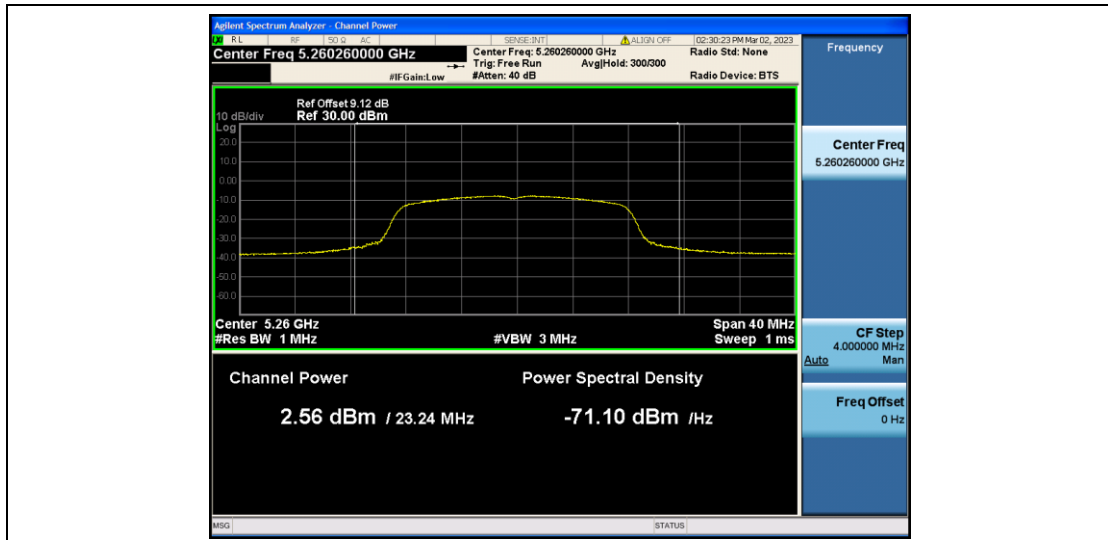 Agilent Spectrum Analyzer - Channel Power
RL RF 50 Ω AC SENSE:INT ALIGN OFF 02:30:23 PM Mar 02, 2023
Center Freq 5.260260000 GHz
Center Freq: 5.260260000 GHz
Radio Std: None
Trig: Free Run Avg|Hold: 300/300
#IFGain:Low
#Atten: 40 dB
Radio Device: BTS
Frequency
Ref Offset 9.12 dB
10 dB/div Ref 30.00 dBm
Log
20.0
10.0
0.00
-10.0
-20.0
-30.0
-40.0
-50.0
-60.0
Center 5.26 GHz Span 40 MHz
#Res BW 1 MHz #VBW 3 MHz Sweep 1 ms
Channel Power Power Spectral Density
2.56 dBm / 23.24 MHz -71.10 dBm /Hz
Center Freq
5.260260000 GHz
CF Step
4.000000 MHz
Auto Man
Freq Offset
0 Hz
MSG STATUS